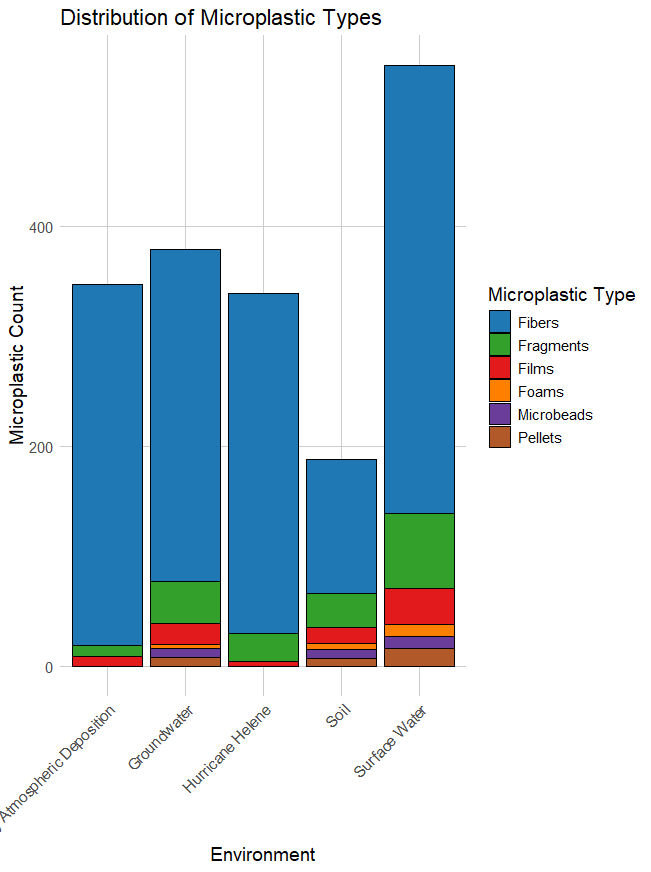 Distribution of Microplastic Types
Microplastic Count
400
200
0
Atmospheric Deposition
Groundwater
Hurricane Helene
Soil
Surface Water
Environment
Microplastic Type
Fibers
Fragments
Films
Foams
Microbeads
Pellets